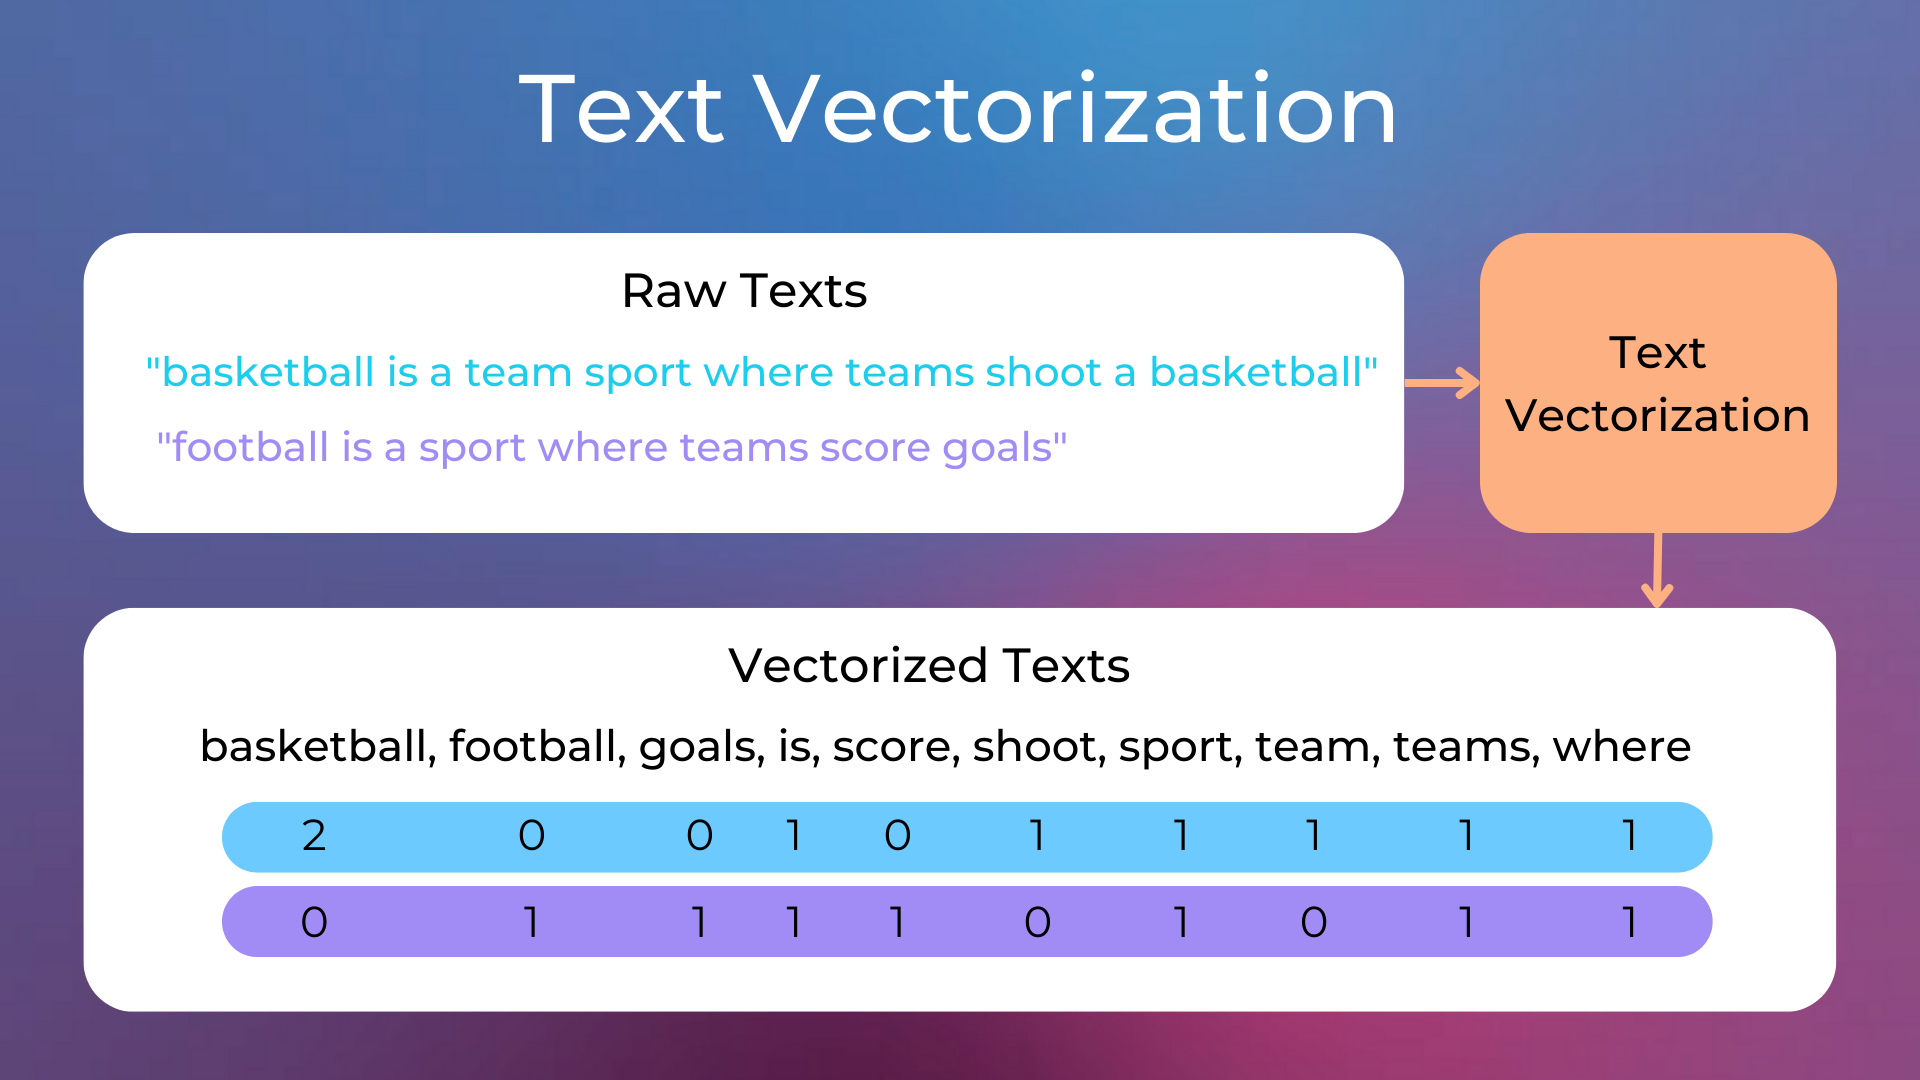 Text Vectorization
Raw Texts
"basketball is a team sport where teams shoot a basketball"
"football is a sport where teams score goals"
Text
Vectorization
Vectorized Texts
basketball, football, goals, is, score, shoot, sport, team, teams, where
2 0 0 1 0 1 1 1 1 1
0 1 1 1 1 0 1 0 1 1